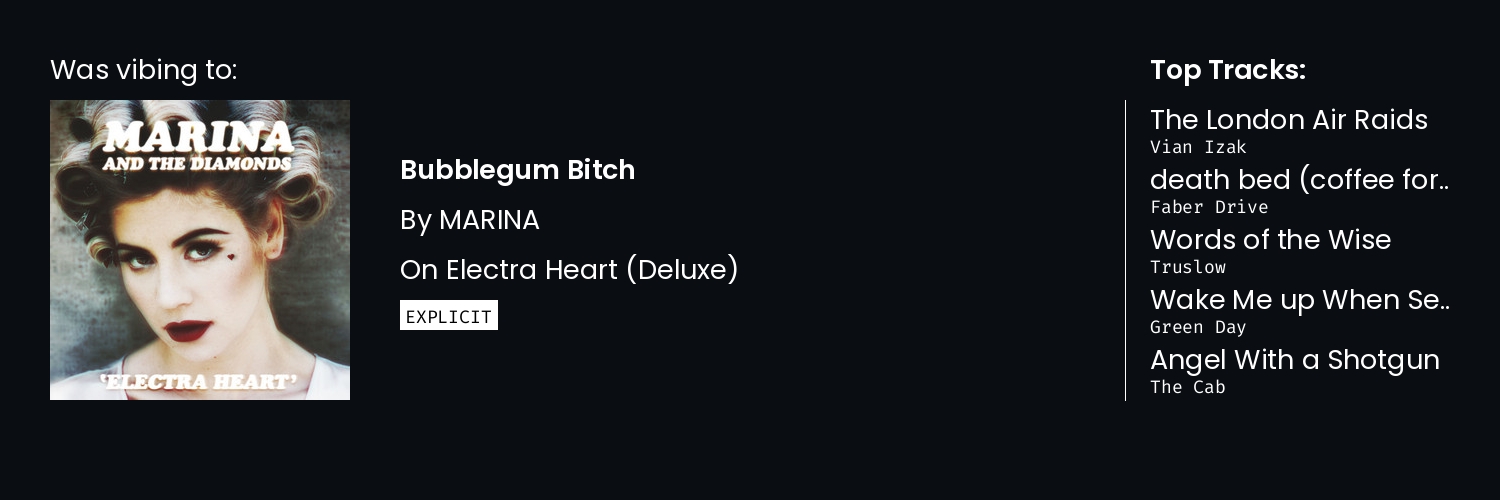 Was vibing to:
MARINA
AND THE DIAMONDS
'ELECTRA HEART'
Bubblegum Bitch
By MARINA
On Electra Heart (Deluxe)
EXPLICIT
Top Tracks:
The London Air Raids
Vian Izak
death bed (coffee for..
Faber Drive
Words of the Wise
Truslow
Wake Me up When Se..
Green Day
Angel With a Shotgun
The Cab